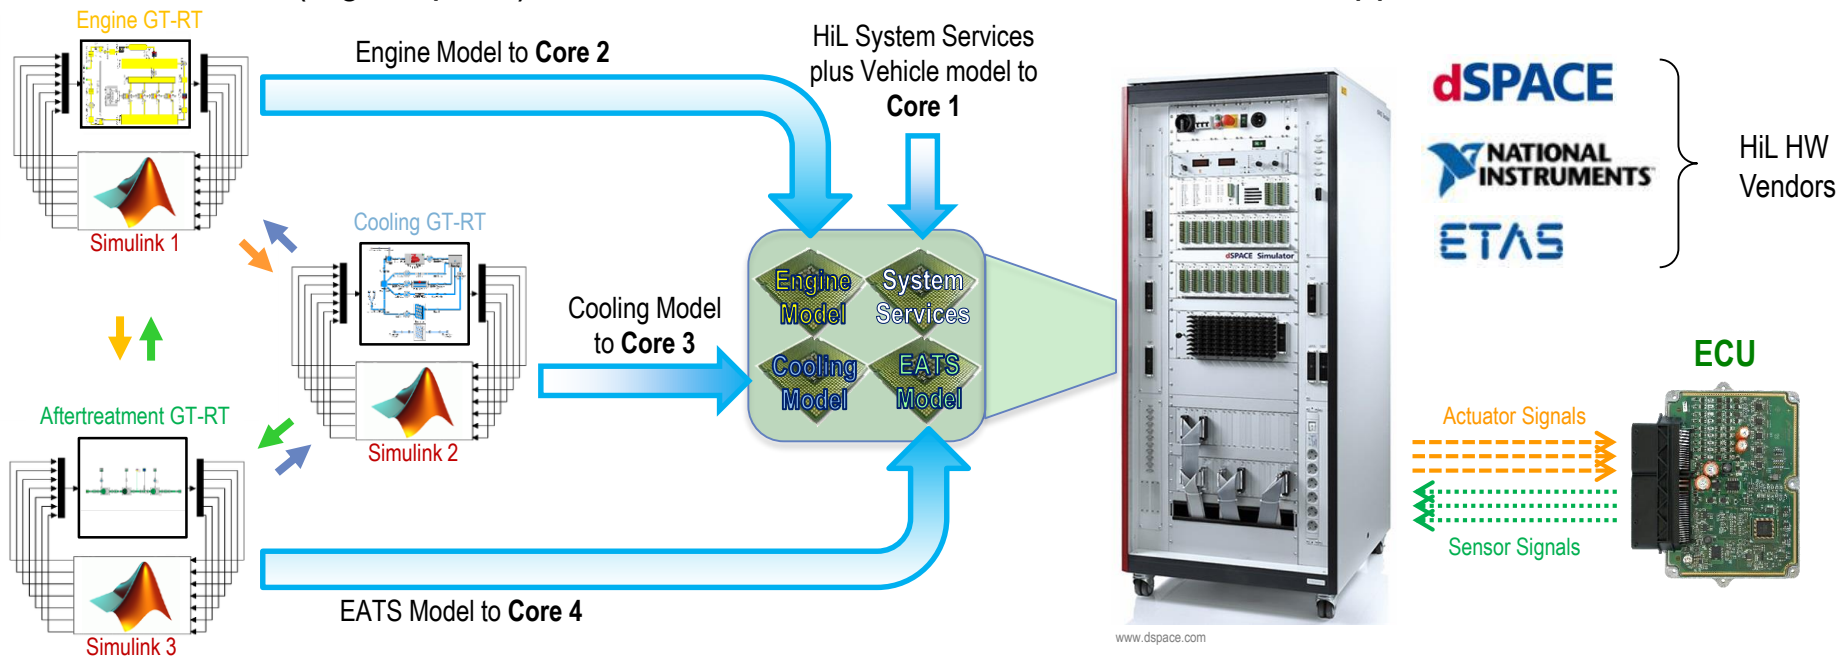 Engine GT-RT
Simulink 1
Engine Model to Core 2
HiL System Services
plus Vehicle model to
Core 1
Cooling GT-RT
Simulink 2
Cooling Model
to Core 3
Aftertreatment GT-RT
Simulink 3
EATS Model to Core 4
Engine
Model
System
Services
Cooling
Model
EATS
Model
dSPACE Simulator
www.dspace.com
dSPACE
NATIONAL
INSTRUMENTS
ETAS
HiL HW
Vendors
ECU
Actuator Signals
Sensor Signals